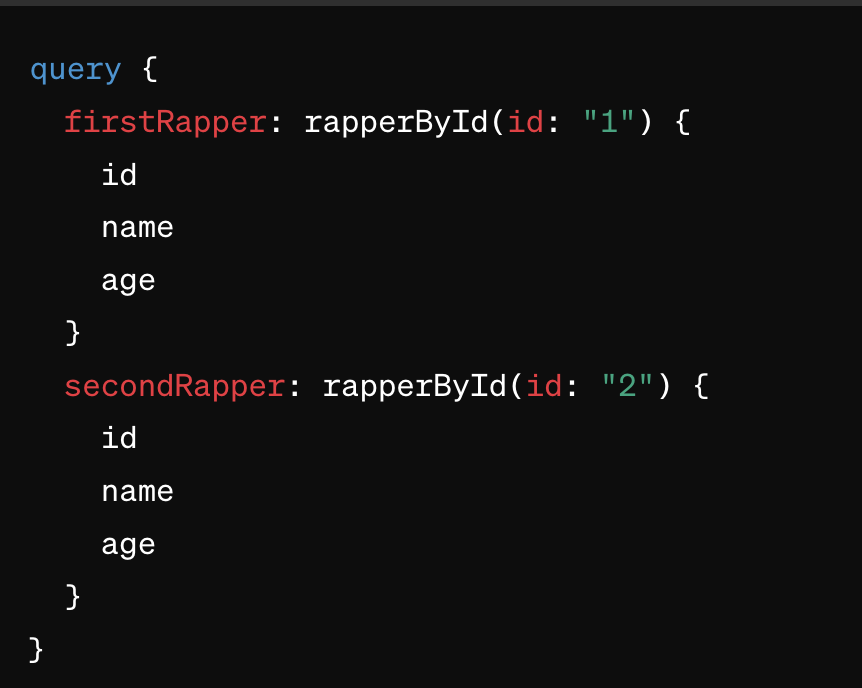 query {
  firstRapper: rapperById(id: "1") {
    id
    name
    age
  }
  secondRapper: rapperById(id: "2") {
    id
    name
    age
  }
}